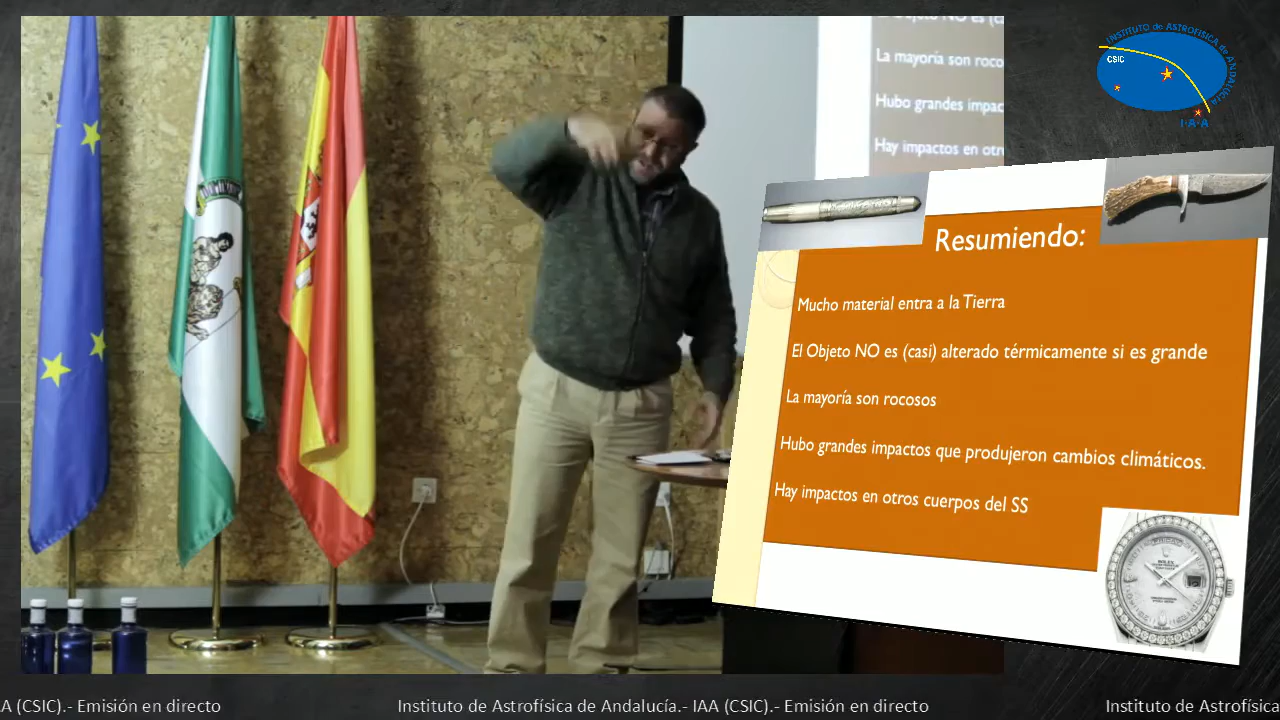 INSTITUTO de ASTROFÍSICA de ANDALUCÍA
CSIC
I·A·A
La mayoría son roco
Hubo grandes impac
Hay impactos en otr
Resumiendo:
Mucho material entra a la Tierra
El Objeto NO es (casi) alterado térmicamente si es grande
La mayoría son rocosos
Hubo grandes impactos que produjeron cambios climáticos.
Hay impactos en otros cuerpos del SS
ROLEX
A (CSIC).- Emisión en directo
Instituto de Astrofísica de Andalucía.- IAA (CSIC).- Emisión en directo
Instituto de Astrofísica